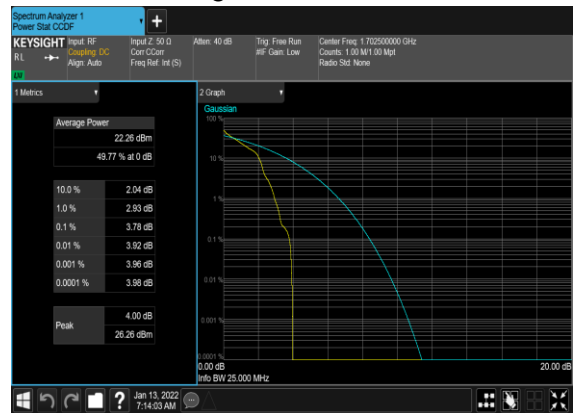 Spectrum Analyzer 1
Power Stat CCDF
KEYSIGHT
RL
LW
Input: RF
Coupling: DC
Align: Auto
Input Z: 50 Ω
Corr CCorr
Freq Ref: Int (S)
Atten: 40 dB
Trig: Free Run
#IF Gain: Low
Center Freq: 1.702500000 GHz
Counts: 1.00 M/1.00 Mpt
Radio Std: None
1 Metrics
Average Power
22.26 dBm
49.77 % at 0 dB
10.0 % 2.04 dB
1.0 % 2.93 dB
0.1 % 3.78 dB
0.01 % 3.92 dB
0.001 % 3.96 dB
0.0001 % 3.98 dB
Peak
4.00 dB
26.26 dBm
2 Graph
Gaussian
100 %
10 %
1 %
0.1 %
0.01 %
0.001 %
0.0001 %
0.00 dB 20.00 dB
Info BW 25.000 MHz
?
Jan 13, 2022
7:14:03 AM